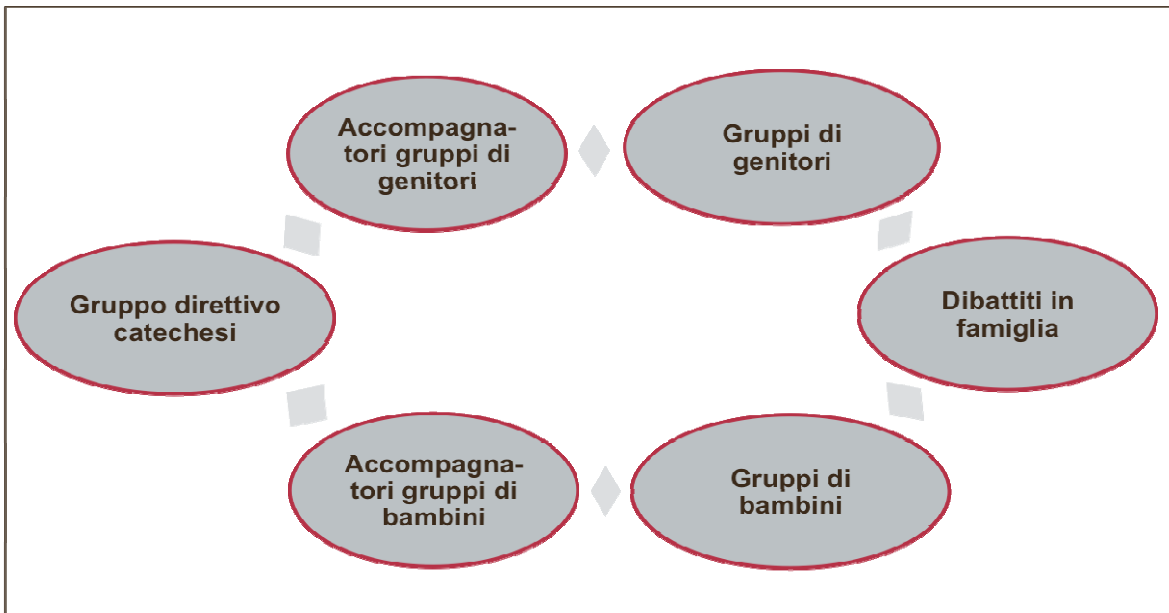 Accompagna-
tori gruppi di
genitori
Gruppi di
genitori
Gruppo direttivo
catechesi
Dibattiti in
famiglia
Accompagna-
tori gruppi di
bambini
Gruppi di
bambini